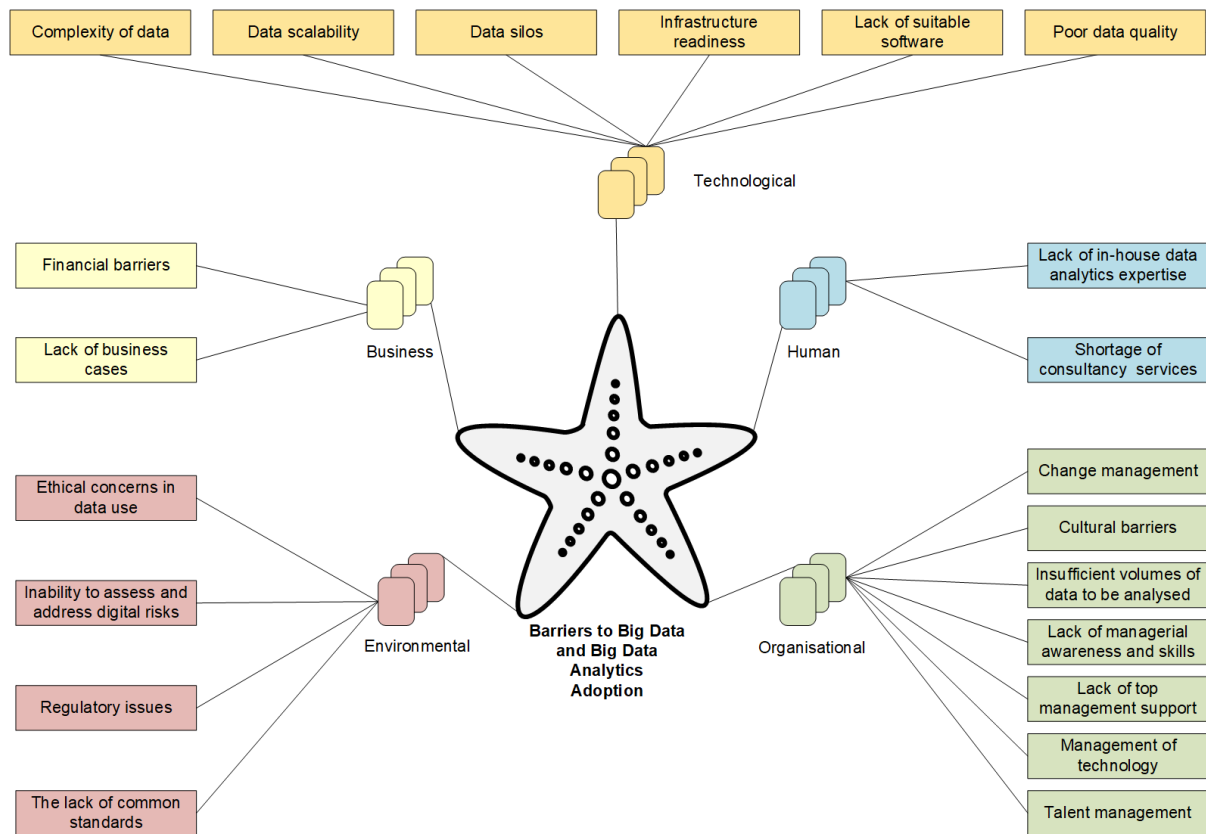 Complexity of data
Data scalability
Data silos
Infrastructure
readiness
Lack of suitable
software
Poor data quality
Technological
Financial barriers
Lack of business
cases
Business
Human
Lack of in-house data
analytics expertise
Shortage of
consultancy services
Ethical concerns in
data use
Inability to assess and
address digital risks
Regulatory issues
The lack of common
standards
Environmental
Barriers to Big Data
and Big Data
Analytics
Adoption
Organisational
Change management
Cultural barriers
Insufficient volumes of
data to be analysed
Lack of managerial
awareness and skills
Lack of top
management support
Management of
technology
Talent management